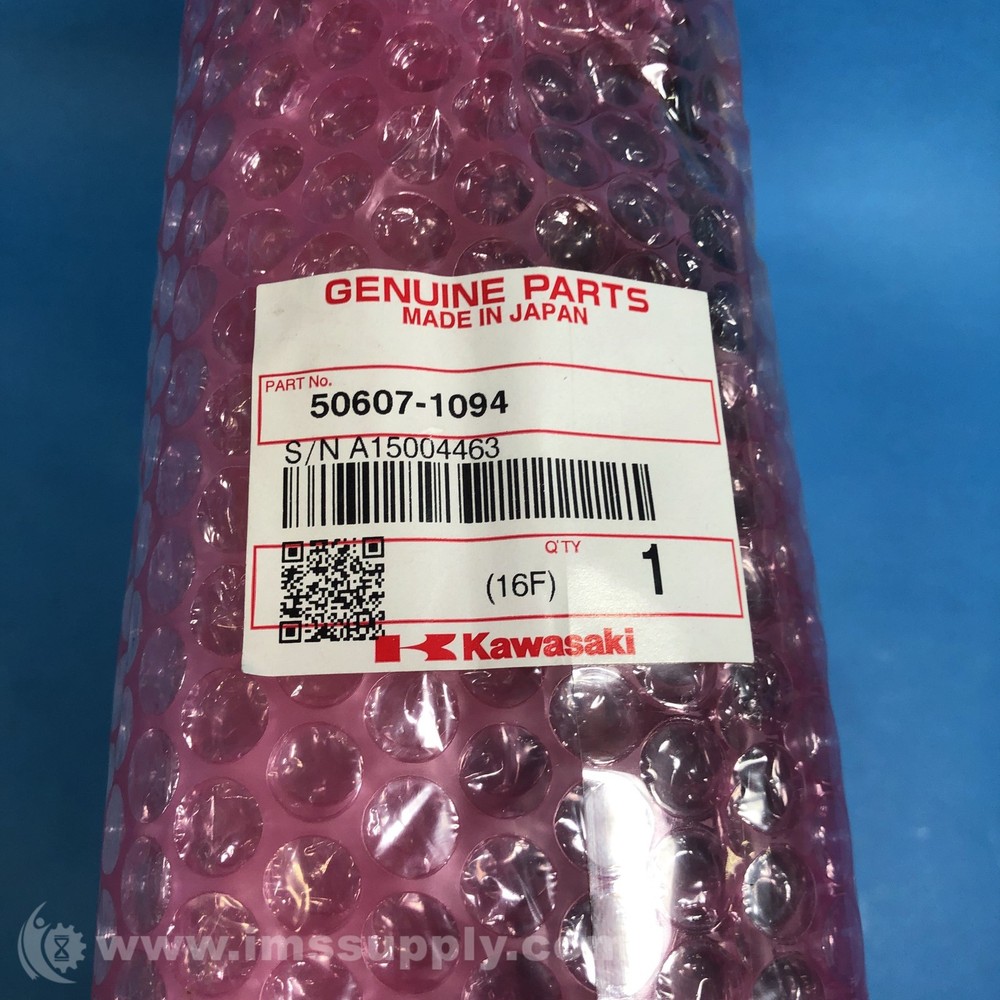 GENUINE PARTS
MADE IN JAPAN
PART No.
50607-1094
S/N A15004463
Q'TY
(16F) 1
Kawasaki
www.imssupply.com